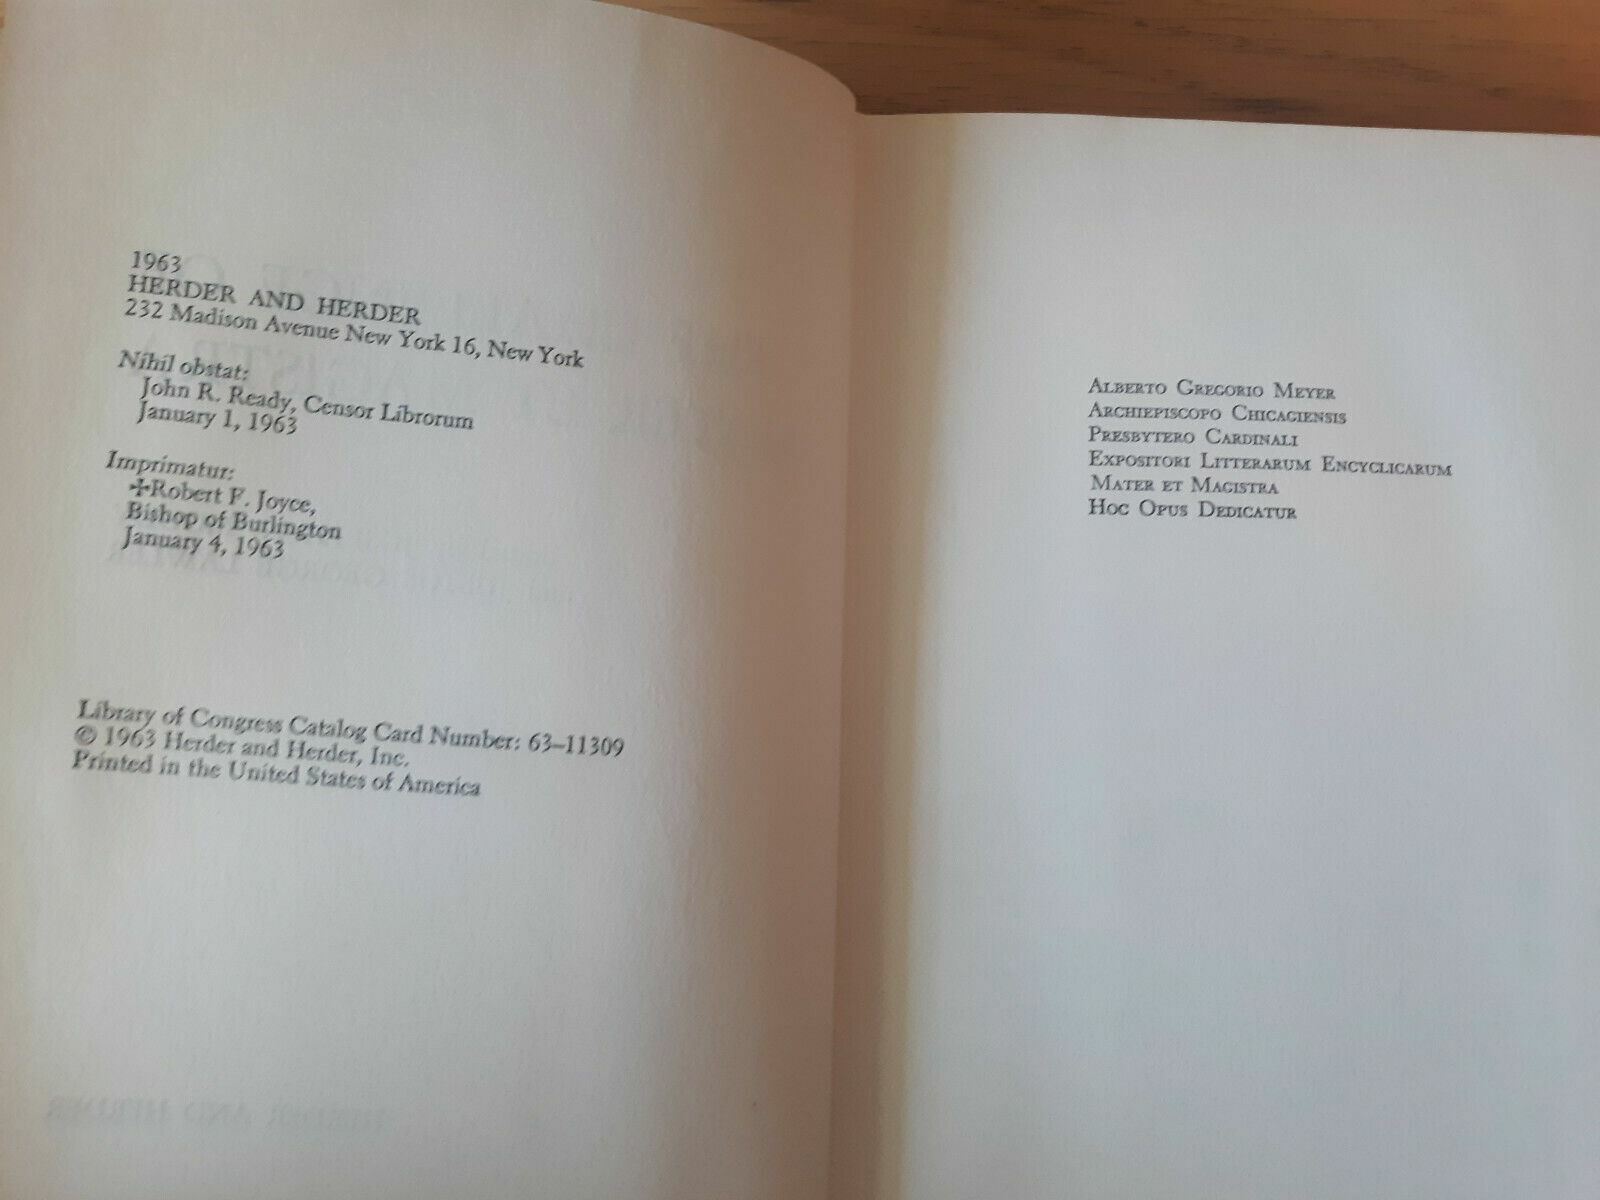 1963
HERDER AND HERDER
232 Madison Avenue New York 16, New York
Nihil obstat:
John R. Ready, Censor Librorum
January 1, 1963
Imprimatur:
✠Robert F. Joyce,
Bishop of Burlington
January 4, 1963
Library of Congress Catalog Card Number: 63–11309
© 1963 Herder and Herder, Inc.
Printed in the United States of America
ALBERTO GREGORIO MEYER
ARCHIEPISCOPO CHICAGIENSIS
PRESBYTERO CARDINALI
EXPOSITORI LITTERARUM ENCYCLICARUM
MATER ET MAGISTRA
HOC OPUS DEDICATUR